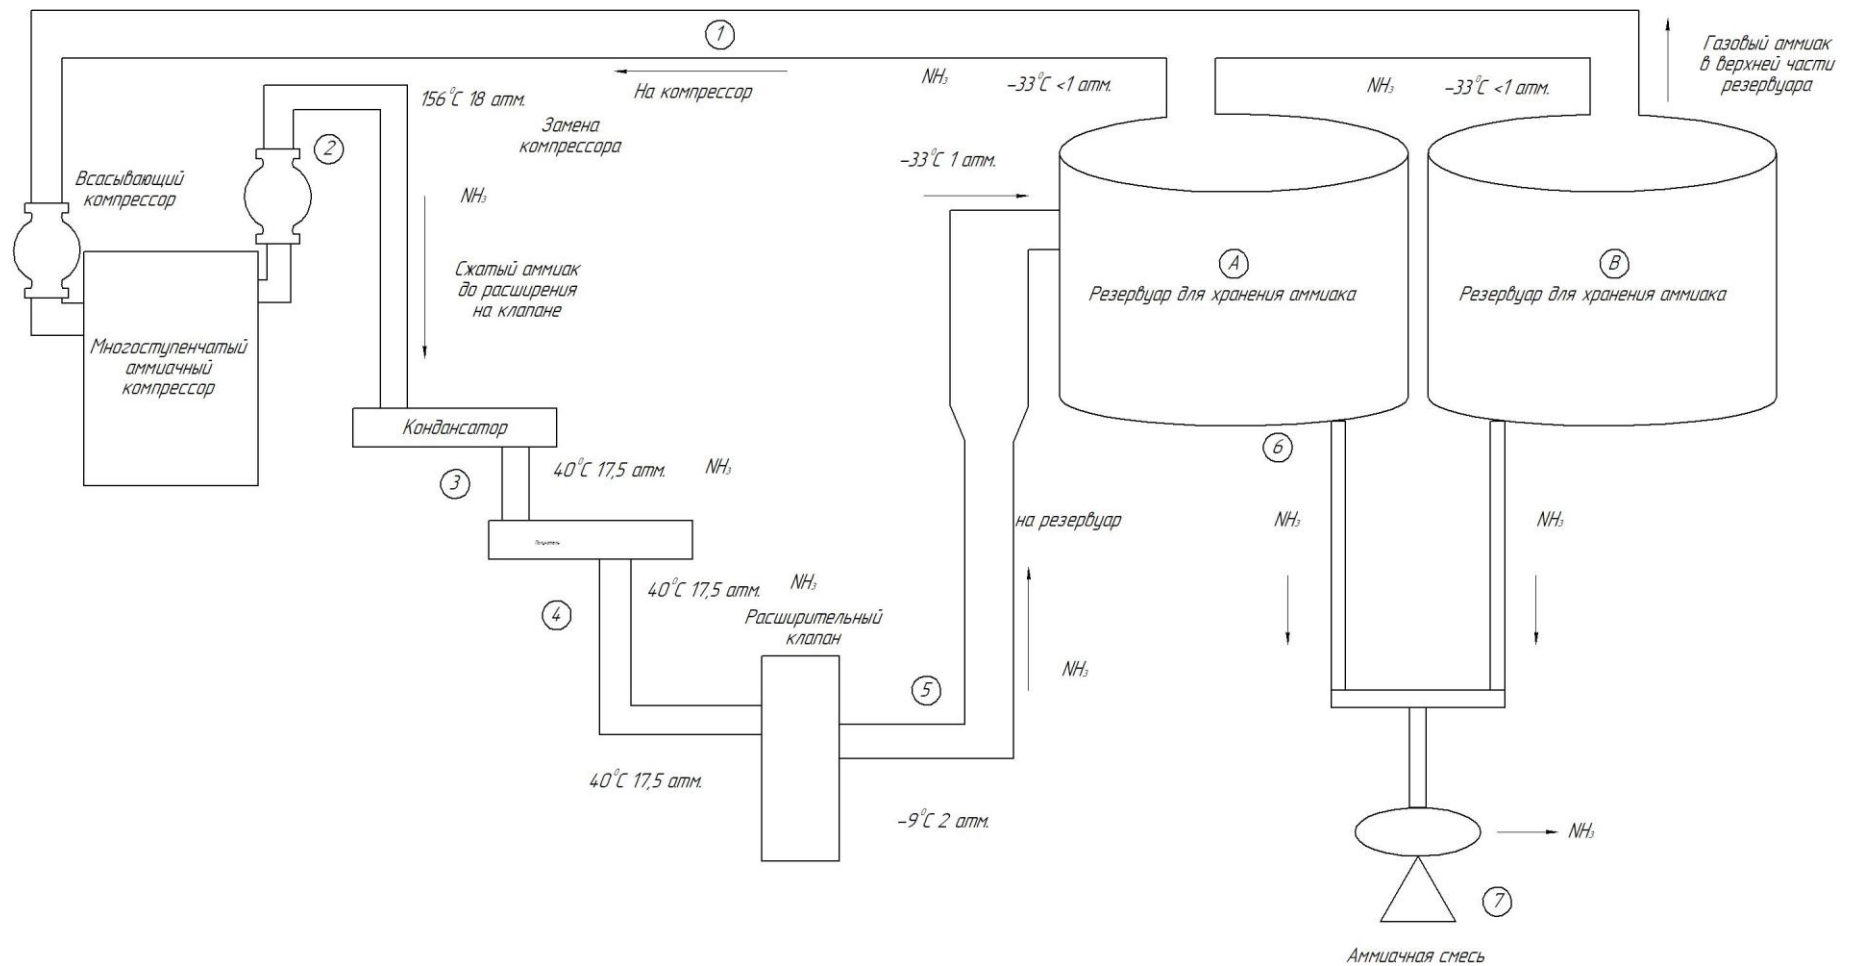 1
Газовый аммиак
в верхней части
резервуара
NH₃
-33°C <1 атм.
NH₃
-33°C <1 атм.
На компрессор
156°C 18 атм.
Замена
компрессора
2
-33°C 1 атм.
Всасывающий
компрессор
NH₃
Сжатый аммиак
до расширения
на клапане
A
Резервуар для хранения аммиака
B
Резервуар для хранения аммиака
Многоступенчатый
аммиачный
компрессор
Кондансатор
6
3
40°C 17,5 атм.
NH₃
на резервуар
NH₃
NH₃
40°C 17,5 атм.
NH₃
4
Расширительный
клапан
NH₃
5
40°C 17,5 атм.
-9°C 2 атм.
NH₃
7
Аммиачная смесь